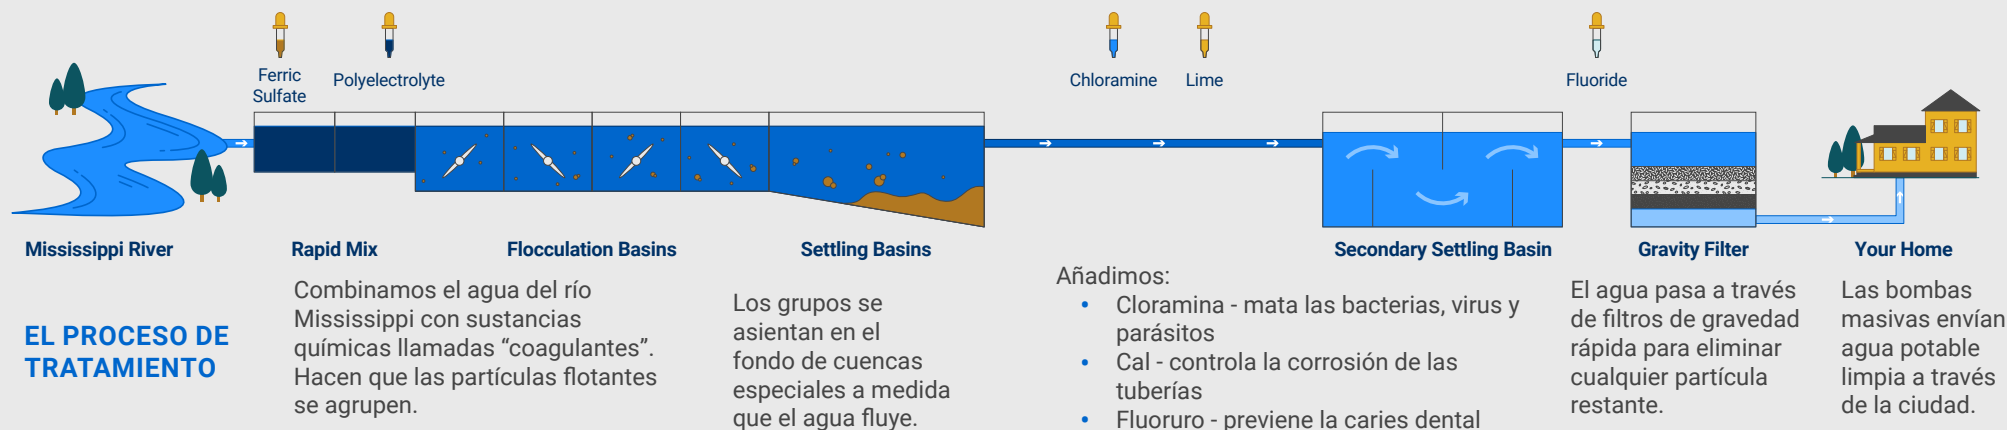 Ferric
Sulfate
Polyelectrolyte
Chloramine
Lime
Fluoride
Mississippi River
Rapid Mix
Flocculation Basins
Settling Basins
Secondary Settling Basin
Gravity Filter
Your Home
EL PROCESO DE
TRATAMIENTO
Combinamos el agua del río
Mississippi con sustancias
químicas llamadas “coagulantes”.
Hacen que las partículas flotantes
se agrupen.
Los grupos se
asientan en el
fondo de cuencas
especiales a medida
que el agua fluye.
Añadimos:
• Cloramina - mata las bacterias, virus y
parásitos
• Cal - controla la corrosión de las
tuberías
• Fluoruro - previene la caries dental
El agua pasa a través
de filtros de gravedad
rápida para eliminar
cualquier partícula
restante.
Las bombas
masivas envían
agua potable
limpia a través
de la ciudad.